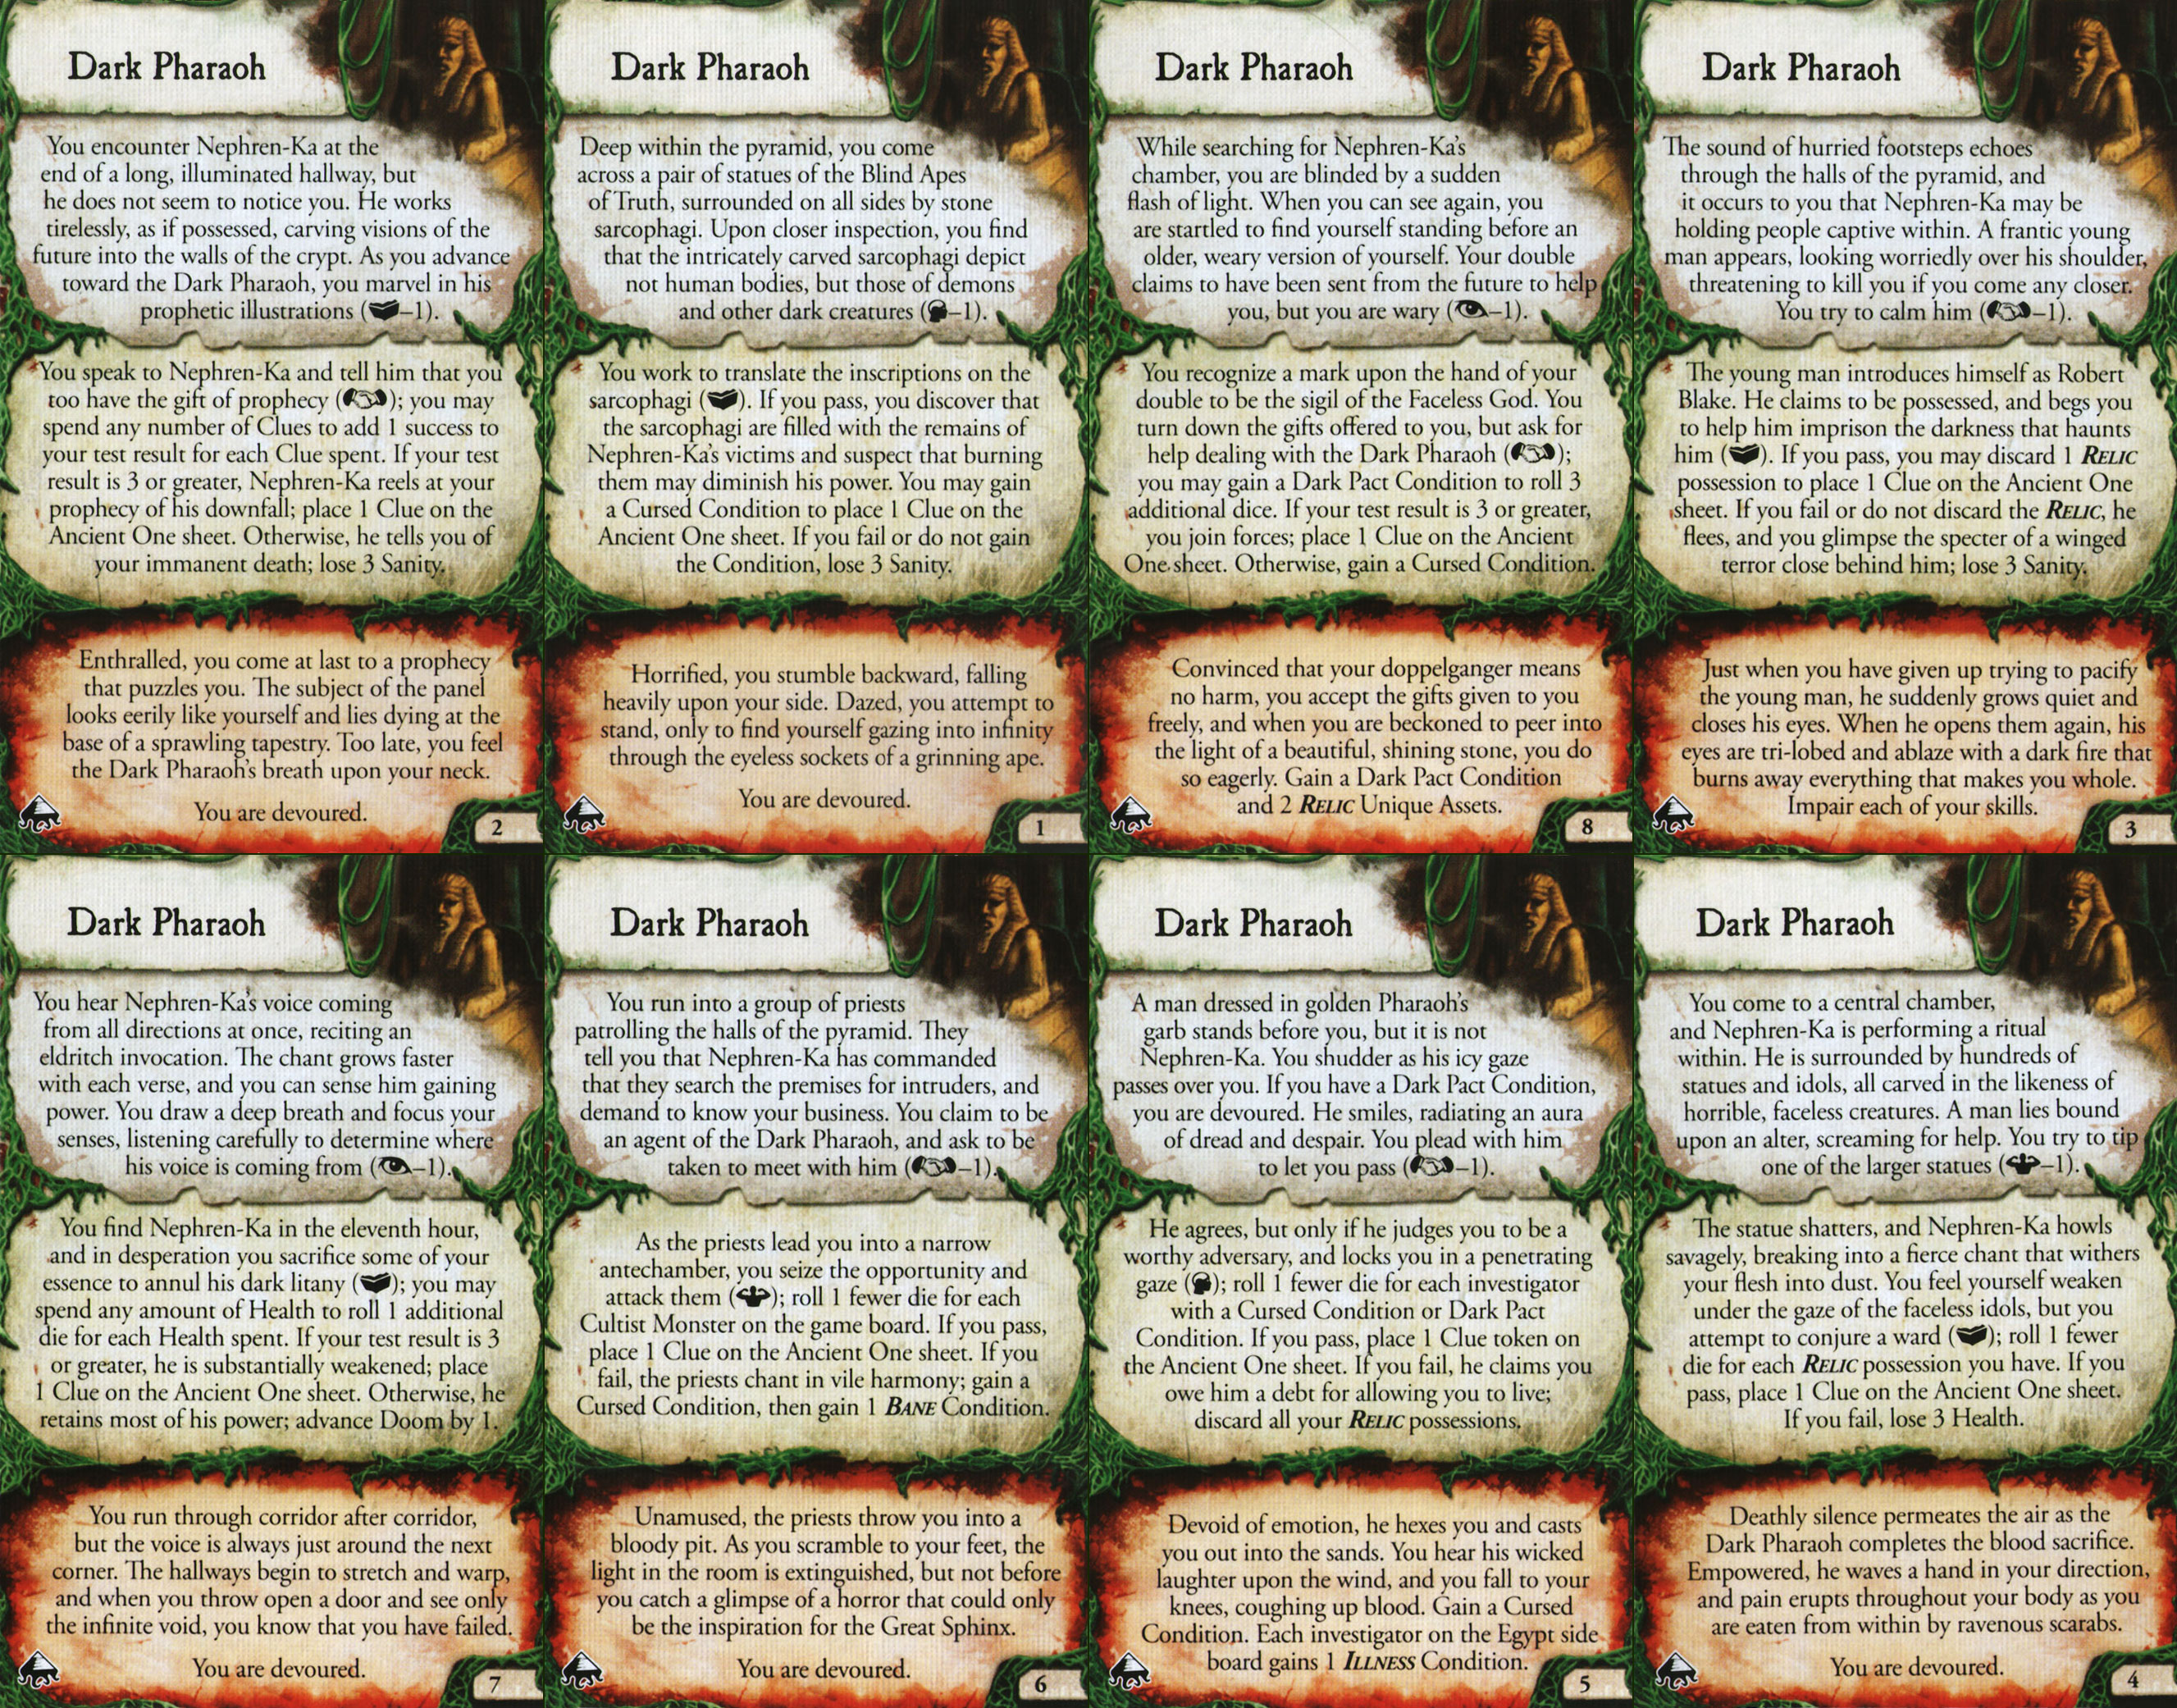 Dark Pharaoh
You encounter Nephren-Ka at the
end of a long, illuminated hallway, but
he does not seem to notice you. He works
tirelessly, as if possessed, carving visions of the
future into the walls of the crypt. As you advance
toward the Dark Pharaoh, you marvel in his
prophetic illustrations (–1).
You speak to Nephren-Ka and tell him that you
too have the gift of prophecy (); you may
spend any number of Clues to add 1 success to
your test result for each Clue spent. If your test
result is 3 or greater, Nephren-Ka reels at your
prophecy of his downfall; place 1 Clue on the
Ancient One sheet. Otherwise, he tells you of
your immanent death; lose 3 Sanity.
Enthralled, you come at last to a prophecy
that puzzles you. The subject of the panel
looks eerily like yourself and lies dying at the
base of a sprawling tapestry. Too late, you feel
the Dark Pharaoh's breath upon your neck.
You are devoured.
2
Dark Pharaoh
Deep within the pyramid, you come
across a pair of statues of the Blind Apes
of Truth, surrounded on all sides by stone
sarcophagi. Upon closer inspection, you find
that the intricately carved sarcophagi depict
not human bodies, but those of demons
and other dark creatures (–1).
You work to translate the inscriptions on the
sarcophagi (). If you pass, you discover that
the sarcophagi are filled with the remains of
Nephren-Ka's victims and suspect that burning
them may diminish his power. You may gain
a Cursed Condition to place 1 Clue on the
Ancient One sheet. If you fail or do not gain
the Condition, lose 3 Sanity.
Horrified, you stumble backward, falling
heavily upon your side. Dazed, you attempt to
stand, only to find yourself gazing into infinity
through the eyeless sockets of a grinning ape.
You are devoured.
1
Dark Pharaoh
While searching for Nephren-Ka's
chamber, you are blinded by a sudden
flash of light. When you can see again, you
are startled to find yourself standing before an
older, weary version of yourself. Your double
claims to have been sent from the future to help
you, but you are wary (–1).
You recognize a mark upon the hand of your
double to be the sigil of the Faceless God. You
turn down the gifts offered to you, but ask for
help dealing with the Dark Pharaoh ();
you may gain a Dark Pact Condition to roll 3
additional dice. If your test result is 3 or greater,
you join forces; place 1 Clue on the Ancient
One sheet. Otherwise, gain a Cursed Condition.
Convinced that your doppelganger means
no harm, you accept the gifts given to you
freely, and when you are beckoned to peer into
the light of a beautiful, shining stone, you do
so eagerly. Gain a Dark Pact Condition
and 2 RELIC Unique Assets.
8
Dark Pharaoh
The sound of hurried footsteps echoes
through the halls of the pyramid, and
it occurs to you that Nephren-Ka may be
holding people captive within. A frantic young
man appears, looking worriedly over his shoulder,
threatening to kill you if you come any closer.
You try to calm him (–1).
The young man introduces himself as Robert
Blake. He claims to be possessed, and begs you
to help him imprison the darkness that haunts
him (). If you pass, you may discard 1 RELIC
possession to place 1 Clue on the Ancient One
sheet. If you fail or do not discard the RELIC, he
flees, and you glimpse the specter of a winged
terror close behind him; lose 3 Sanity.
Just when you have given up trying to pacify
the young man, he suddenly grows quiet and
closes his eyes. When he opens them again, his
eyes are tri-lobed and ablaze with a dark fire that
burns away everything that makes you whole.
Impair each of your skills.
3
Dark Pharaoh
You hear Nephren-Ka's voice coming
from all directions at once, reciting an
eldritch invocation. The chant grows faster
with each verse, and you can sense him gaining
power. You draw a deep breath and focus your
senses, listening carefully to determine where
his voice is coming from (–1).
You find Nephren-Ka in the eleventh hour,
and in desperation you sacrifice some of your
essence to annul his dark litany (); you may
spend any amount of Health to roll 1 additional
die for each Health spent. If your test result is 3
or greater, he is substantially weakened; place
1 Clue on the Ancient One sheet. Otherwise, he
retains most of his power; advance Doom by 1.
You run through corridor after corridor,
but the voice is always just around the next
corner. The hallways begin to stretch and warp,
and when you throw open a door and see only
the infinite void, you know that you have failed.
You are devoured.
7
Dark Pharaoh
You run into a group of priests
patrolling the halls of the pyramid. They
tell you that Nephren-Ka has commanded
that they search the premises for intruders, and
demand to know your business. You claim to be
an agent of the Dark Pharaoh, and ask to be
taken to meet with him (–1).
As the priests lead you into a narrow
antechamber, you seize the opportunity and
attack them (); roll 1 fewer die for each
Cultist Monster on the game board. If you pass,
place 1 Clue on the Ancient One sheet. If you
fail, the priests chant in vile harmony; gain a
Cursed Condition, then gain 1 BANE Condition.
Unamused, the priests throw you into a
bloody pit. As you scramble to your feet, the
light in the room is extinguished, but not before
you catch a glimpse of a horror that could only
be the inspiration for the Great Sphinx.
You are devoured.
6
Dark Pharaoh
A man dressed in golden Pharaoh's
garb stands before you, but it is not
Nephren-Ka. You shudder as his icy gaze
passes over you. If you have a Dark Pact Condition,
you are devoured. He smiles, radiating an aura
of dread and despair. You plead with him
to let you pass (–1).
He agrees, but only if he judges you to be a
worthy adversary, and locks you in a penetrating
gaze (); roll 1 fewer die for each investigator
with a Cursed Condition or Dark Pact
Condition. If you pass, place 1 Clue token on
the Ancient One sheet. If you fail, he claims you
owe him a debt for allowing you to live;
discard all your RELIC possessions.
Devoid of emotion, he hexes you and casts
you out into the sands. You hear his wicked
laughter upon the wind, and you fall to your
knees, coughing up blood. Gain a Cursed
Condition. Each investigator on the Egypt side
board gains 1 ILLNESS Condition.
5
Dark Pharaoh
You come to a central chamber,
and Nephren-Ka is performing a ritual
within. He is surrounded by hundreds of
statues and idols, all carved in the likeness of
horrible, faceless creatures. A man lies bound
upon an alter, screaming for help. You try to tip
one of the larger statues (–1).
The statue shatters, and Nephren-Ka howls
savagely, breaking into a fierce chant that withers
your flesh into dust. You feel yourself weaken
under the gaze of the faceless idols, but you
attempt to conjure a ward (); roll 1 fewer
die for each RELIC possession you have. If you
pass, place 1 Clue on the Ancient One sheet.
If you fail, lose 3 Health.
Deathly silence permeates the air as the
Dark Pharaoh completes the blood sacrifice.
Empowered, he waves a hand in your direction,
and pain erupts throughout your body as you
are eaten from within by ravenous scarabs.
You are devoured.
4